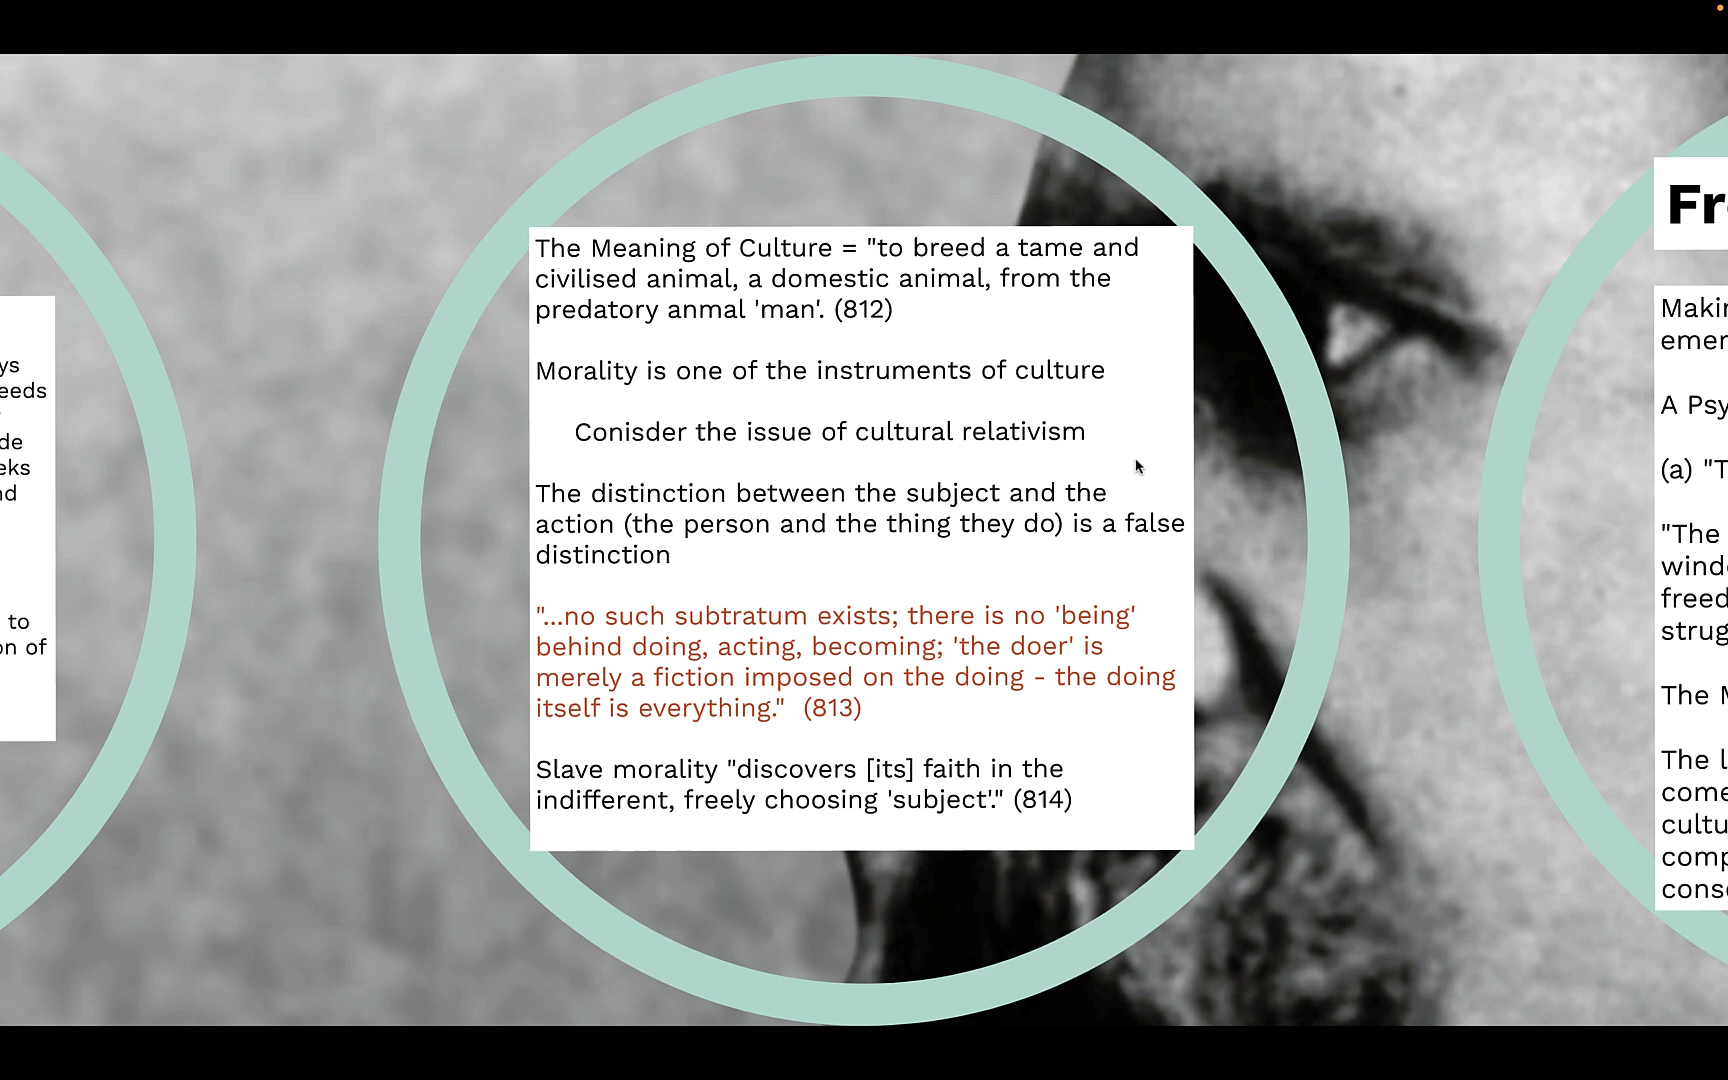 ys
eeds
de
eks
nd
to
on of
The Meaning of Culture = "to breed a tame and
civilised animal, a domestic animal, from the
predatory anmal 'man'. (812)
Morality is one of the instruments of culture
Conisder the issue of cultural relativism
The distinction between the subject and the
action (the person and the thing they do) is a false
distinction
"...no such subtratum exists; there is no 'being'
behind doing, acting, becoming; 'the doer' is
merely a fiction imposed on the doing - the doing
itself is everything."  (813)
Slave morality "discovers [its] faith in the
indifferent, freely choosing 'subject'." (814)
Fr
Makin
emer
A Psy
(a) "T
"The
wind
freed
strug
The M
The l
come
cultu
comp
cons